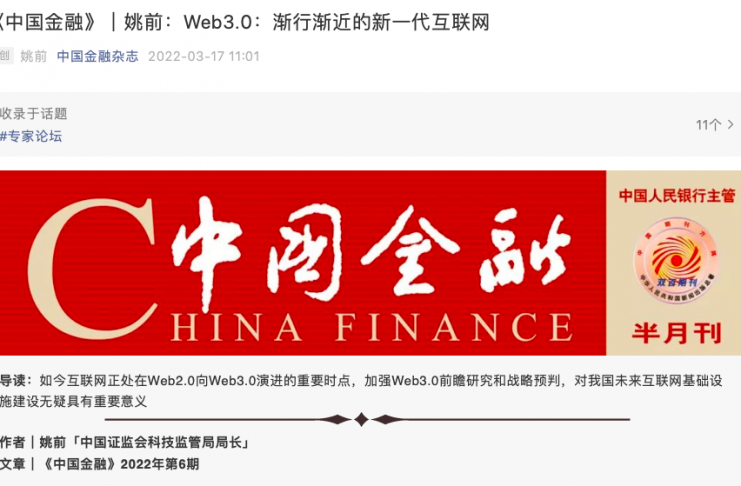 《中国金融》｜姚前：Web3.0：渐行渐近的新一代互联网
创 姚前 中国金融杂志 2022-03-17 11:01
收录于话题
#专家论坛
11个 >
中国金融
CHINA FINANCE
中国人民银行主管
双百期刊
半月刊
导读：如今互联网正处在Web2.0向Web3.0演进的重要时点，加强Web3.0前瞻研究和战略预判，对我国未来互联网基础设
施建设无疑具有重要意义
作者｜姚前「中国证监会科技监管局局长」
文章｜《中国金融》2022年第6期